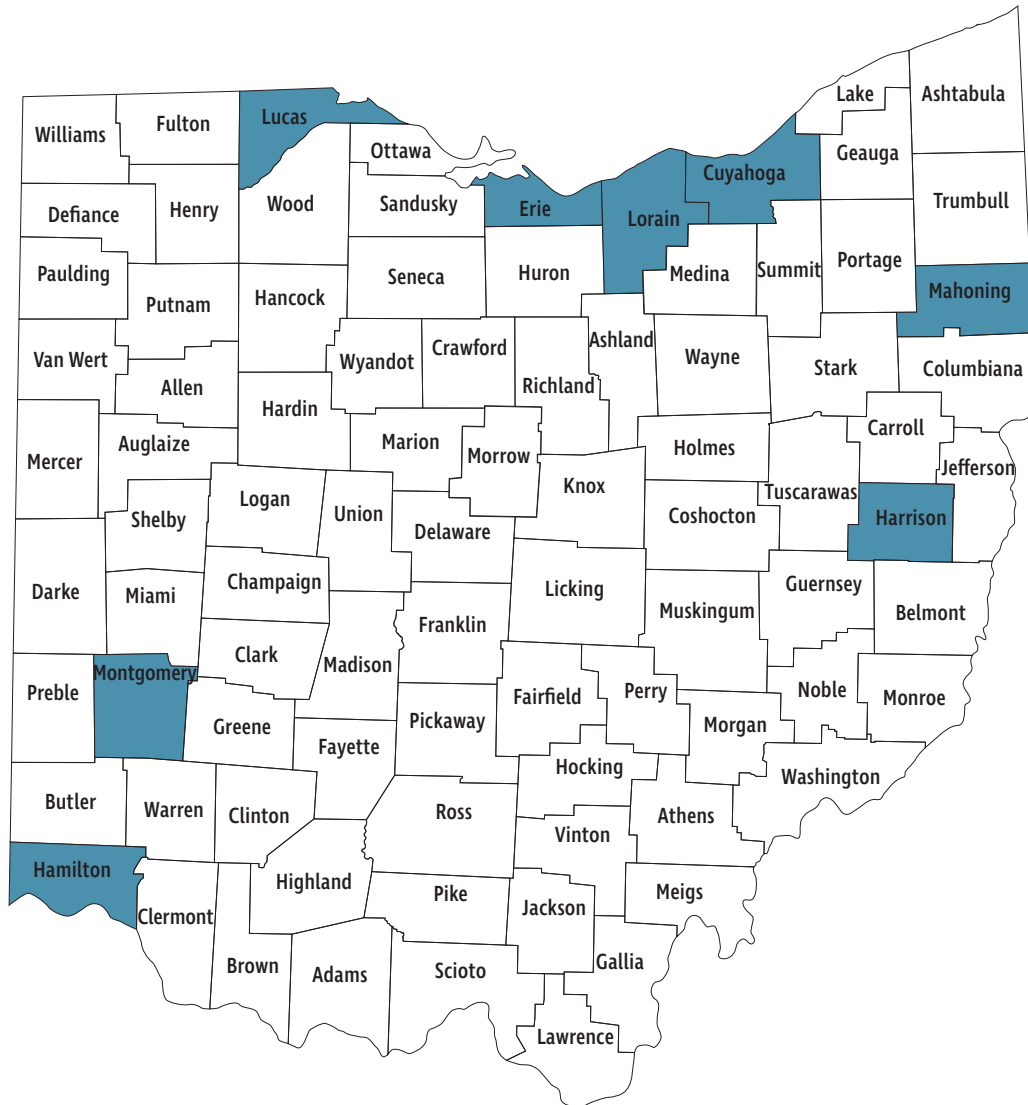 Lake
Ashtabula
Lucas
Fulton
Williams
Geauga
Ottawa
Cuyahoga
Trumbull
Wood
Sandusky
Henry
Defiance
Erie
Lorain
Portage
Summit
Medina
Huron
Seneca
Paulding
Mahoning
Hancock
Putnam
Ashland
Crawford
Wayne
Van Wert
Wyandot
Stark
Columbiana
Allen
Richland
Hardin
Carroll
Auglaize
Marion
Holmes
Morrow
Mercer
Jefferson
Knox
Tuscarawas
Logan
Union
Coshocton
Harrison
Shelby
Delaware
Champaign
Guernsey
Licking
Darke
Miami
Muskingum
Belmont
Franklin
Clark
Madison
Montgomery
Preble
Fairfield
Perry
Noble
Monroe
Pickaway
Morgan
Greene
Fayette
Hocking
Washington
Butler
Warren
Clinton
Ross
Athens
Vinton
Hamilton
Highland
Pike
Meigs
Jackson
Clermont
Gallia
Brown
Adams
Scioto
Lawrence